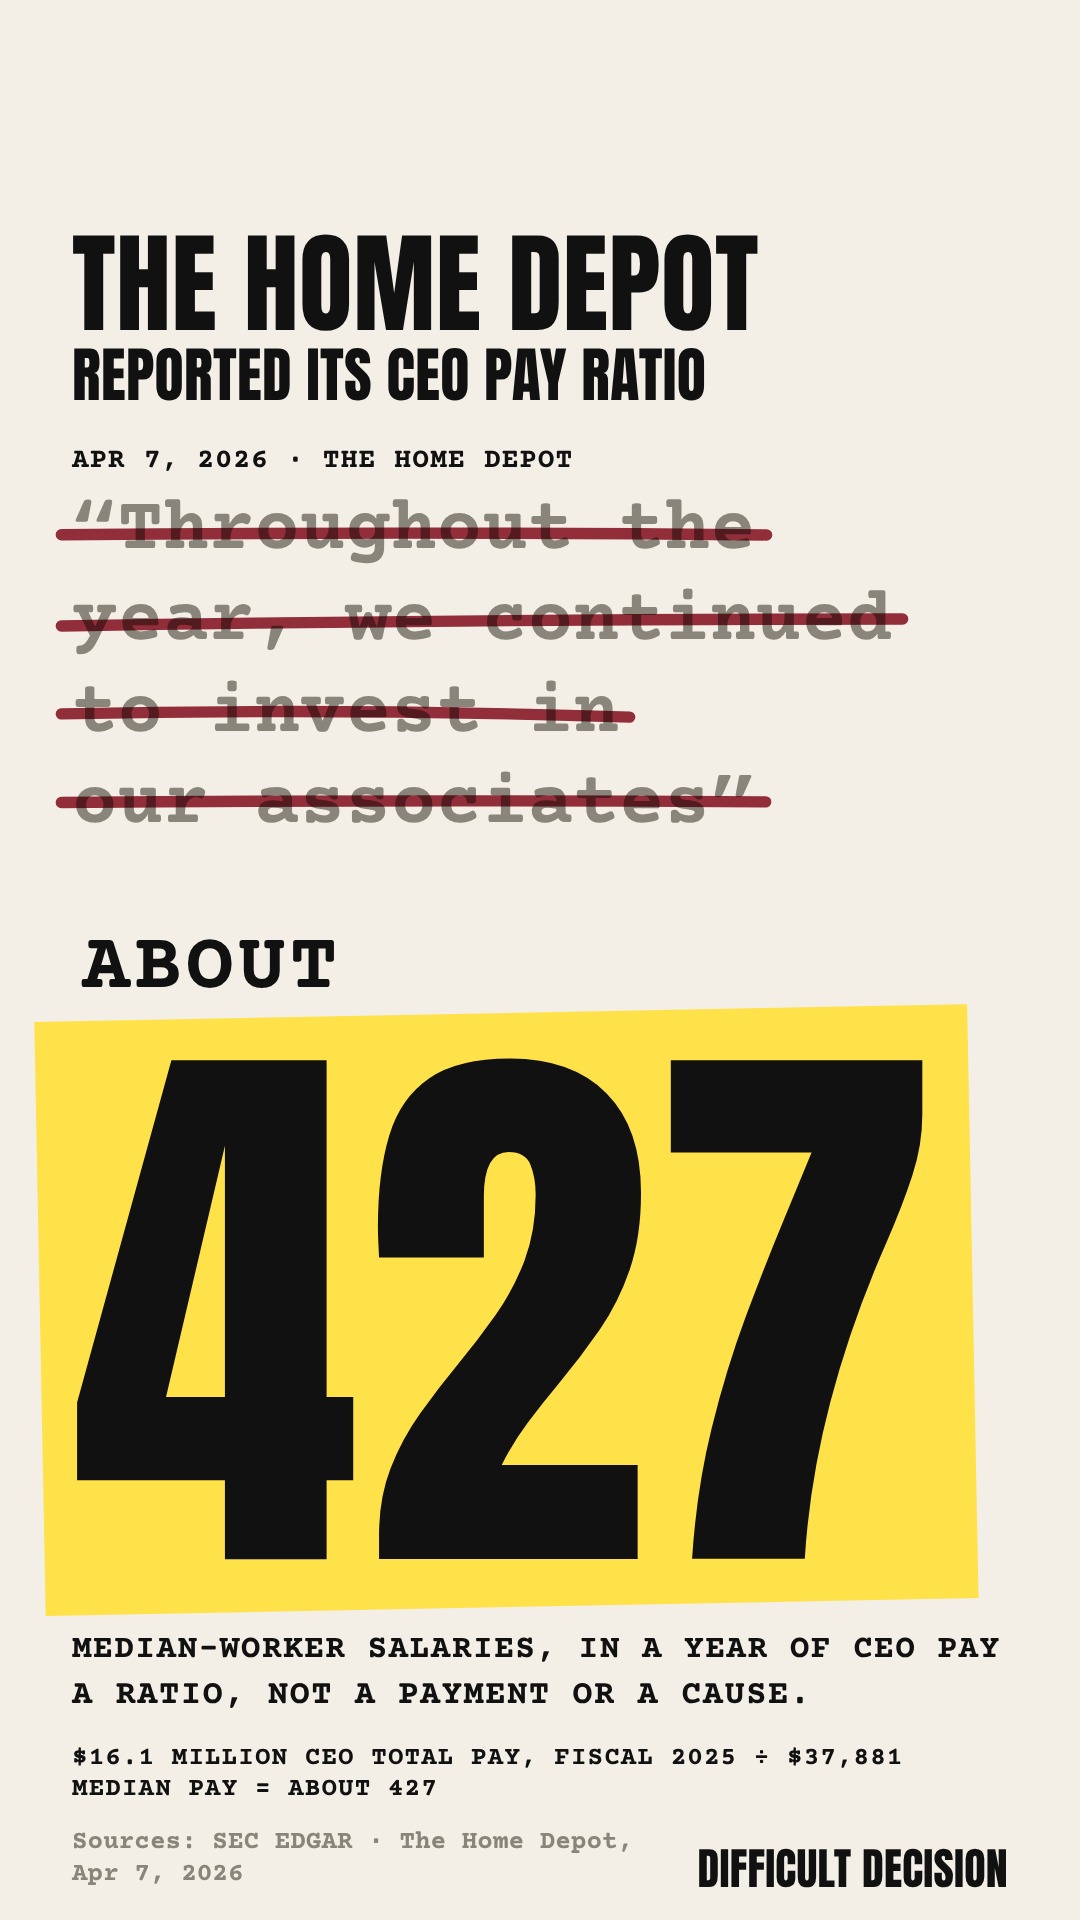 THE HOME DEPOT
REPORTED ITS CEO PAY RATIO
APR 7, 2026 · THE HOME DEPOT
“Throughout the
year, we continued
to invest in
our associates”
ABOUT
427
MEDIAN-WORKER SALARIES, IN A YEAR OF CEO PAY
A RATIO, NOT A PAYMENT OR A CAUSE.
$16.1 MILLION CEO TOTAL PAY, FISCAL 2025 ÷ $37,881
MEDIAN PAY = ABOUT 427
Sources: SEC EDGAR · The Home Depot,
Apr 7, 2026
DIFFICULT DECISION